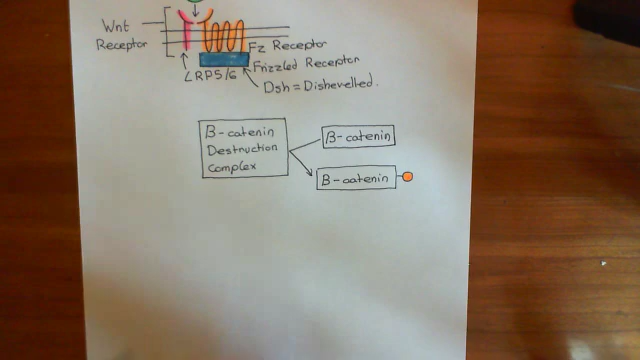 Wnt
Receptor
Fz Receptor
Frizzled Receptor
LRP5/6
Dsh = Dishevelled.
β-catenin
Destruction
Complex
β-catenin
β-catenin